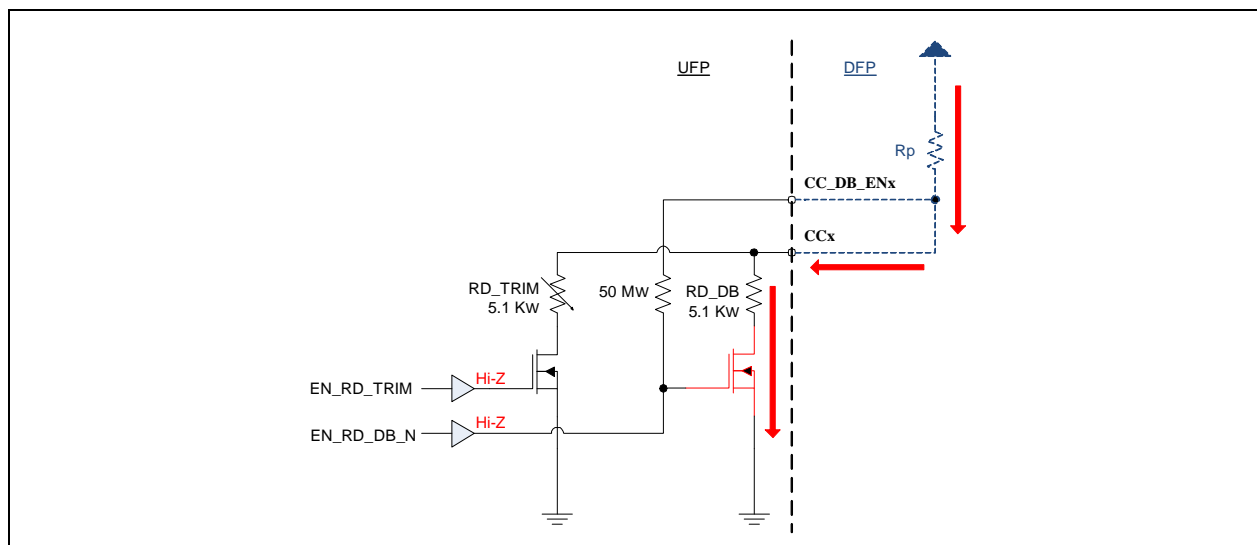 UFP
DFP
Rp
CC_DB_ENx
CCx
RD_TRIM
5.1 Kw
50 Mw
RD_DB
5.1 Kw
EN_RD_TRIM
Hi-Z
EN_RD_DB_N
Hi-Z